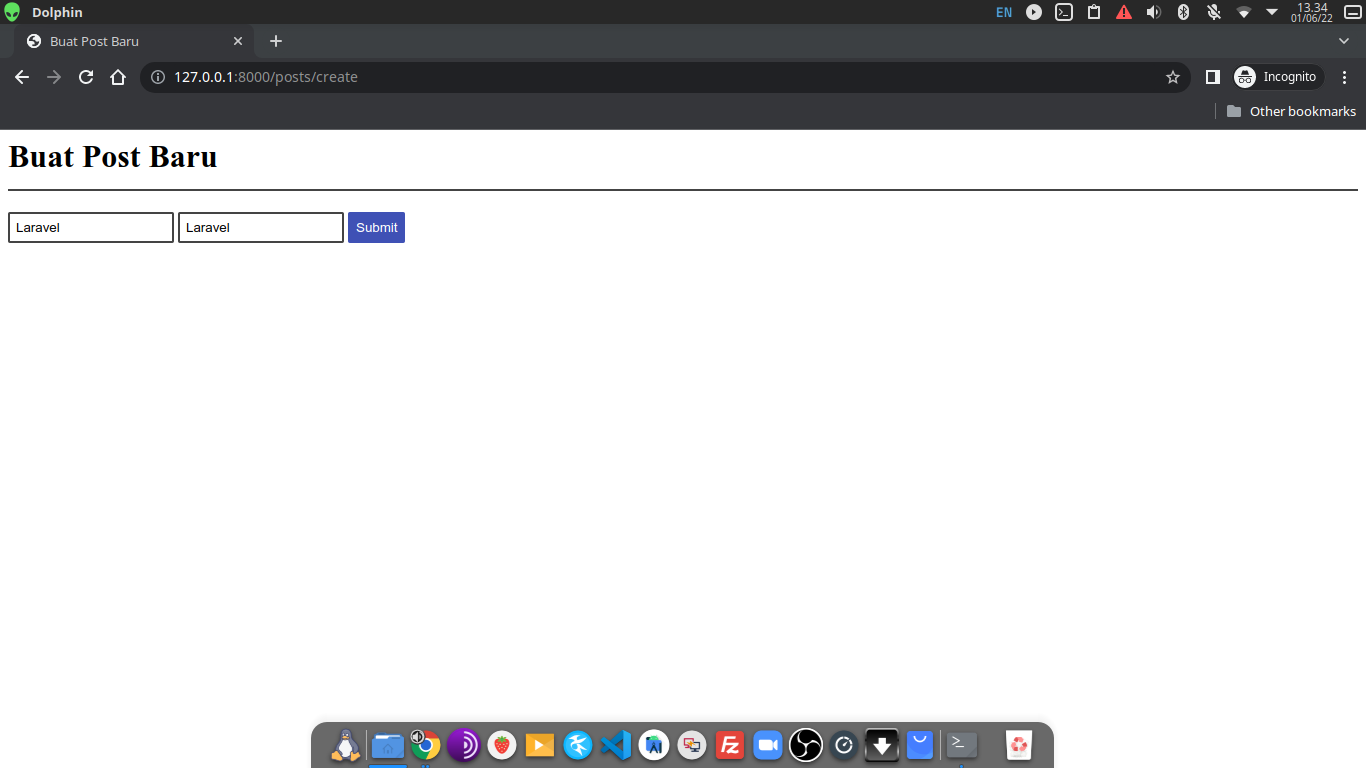 Dolphin
EN
13.34
01/06/22
Buat Post Baru
127.0.0.1:8000/posts/create
Incognito
Other bookmarks
Buat Post Baru
Laravel Laravel Submit
Fz